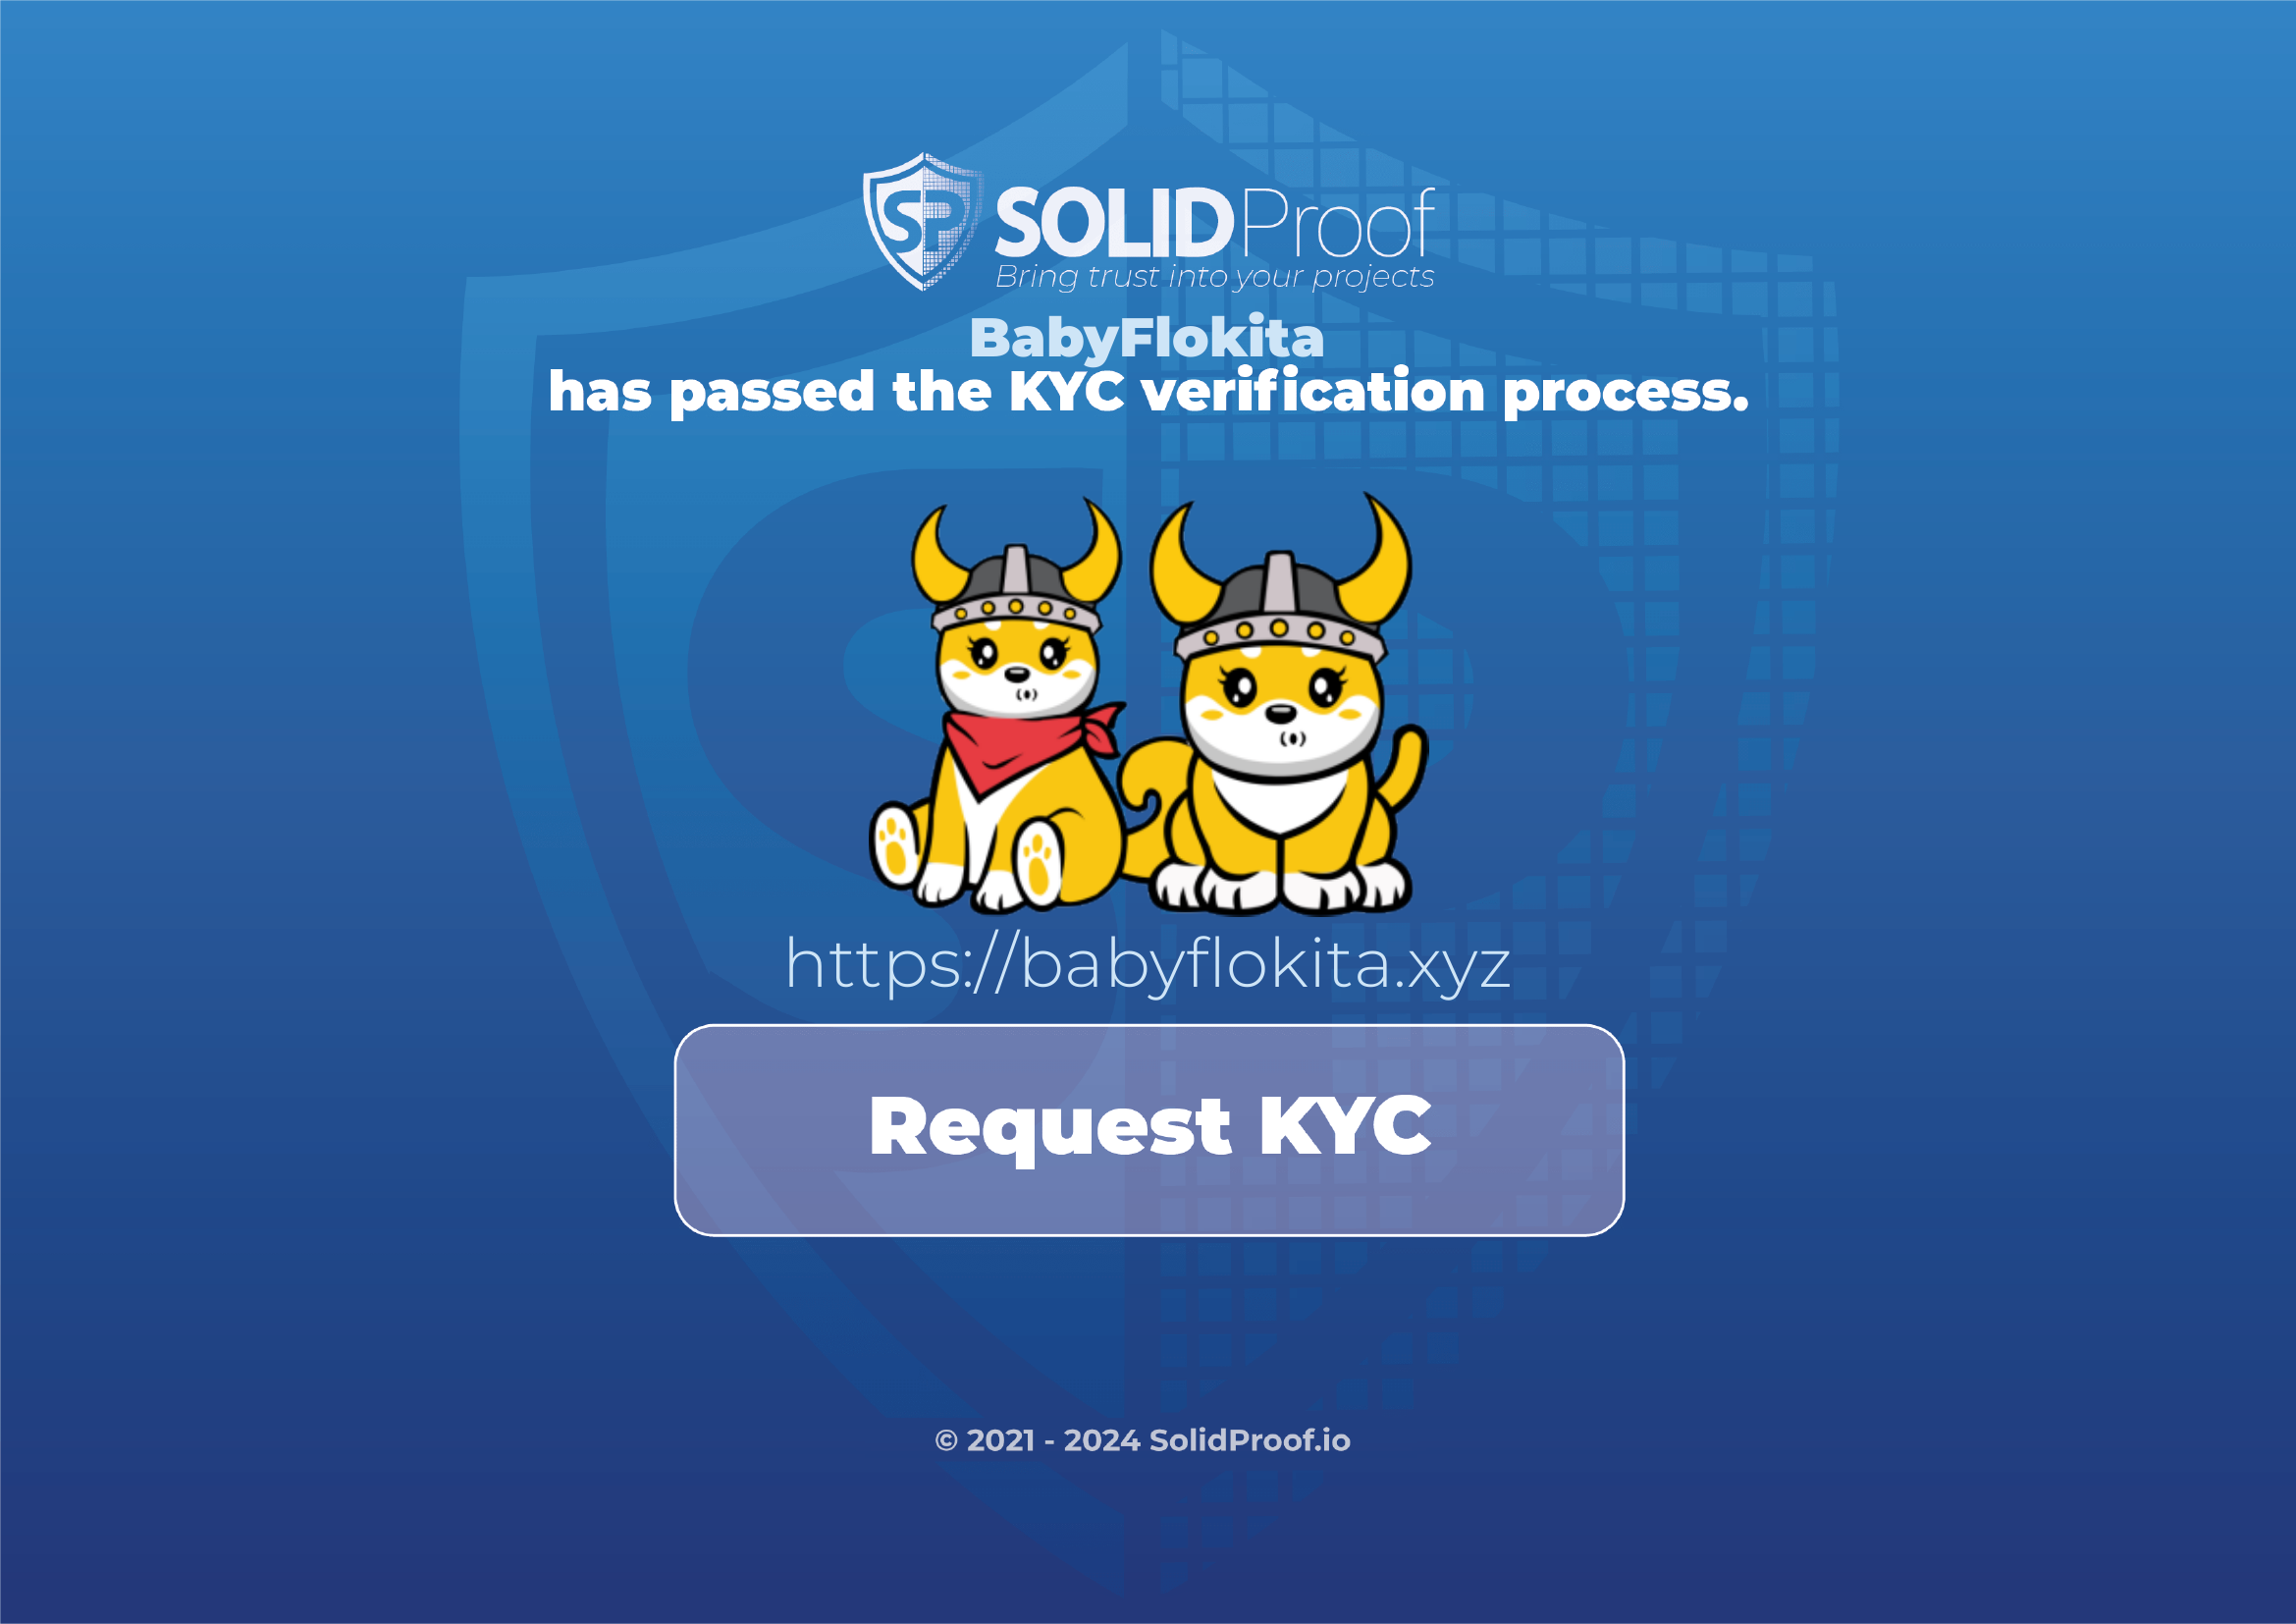 SP SOLIDProof
Bring trust into your projects
BabyFlokita
has passed the KYC verification process.
https://babyflokita.xyz
Request KYC
© 2021 - 2024 SolidProof.io